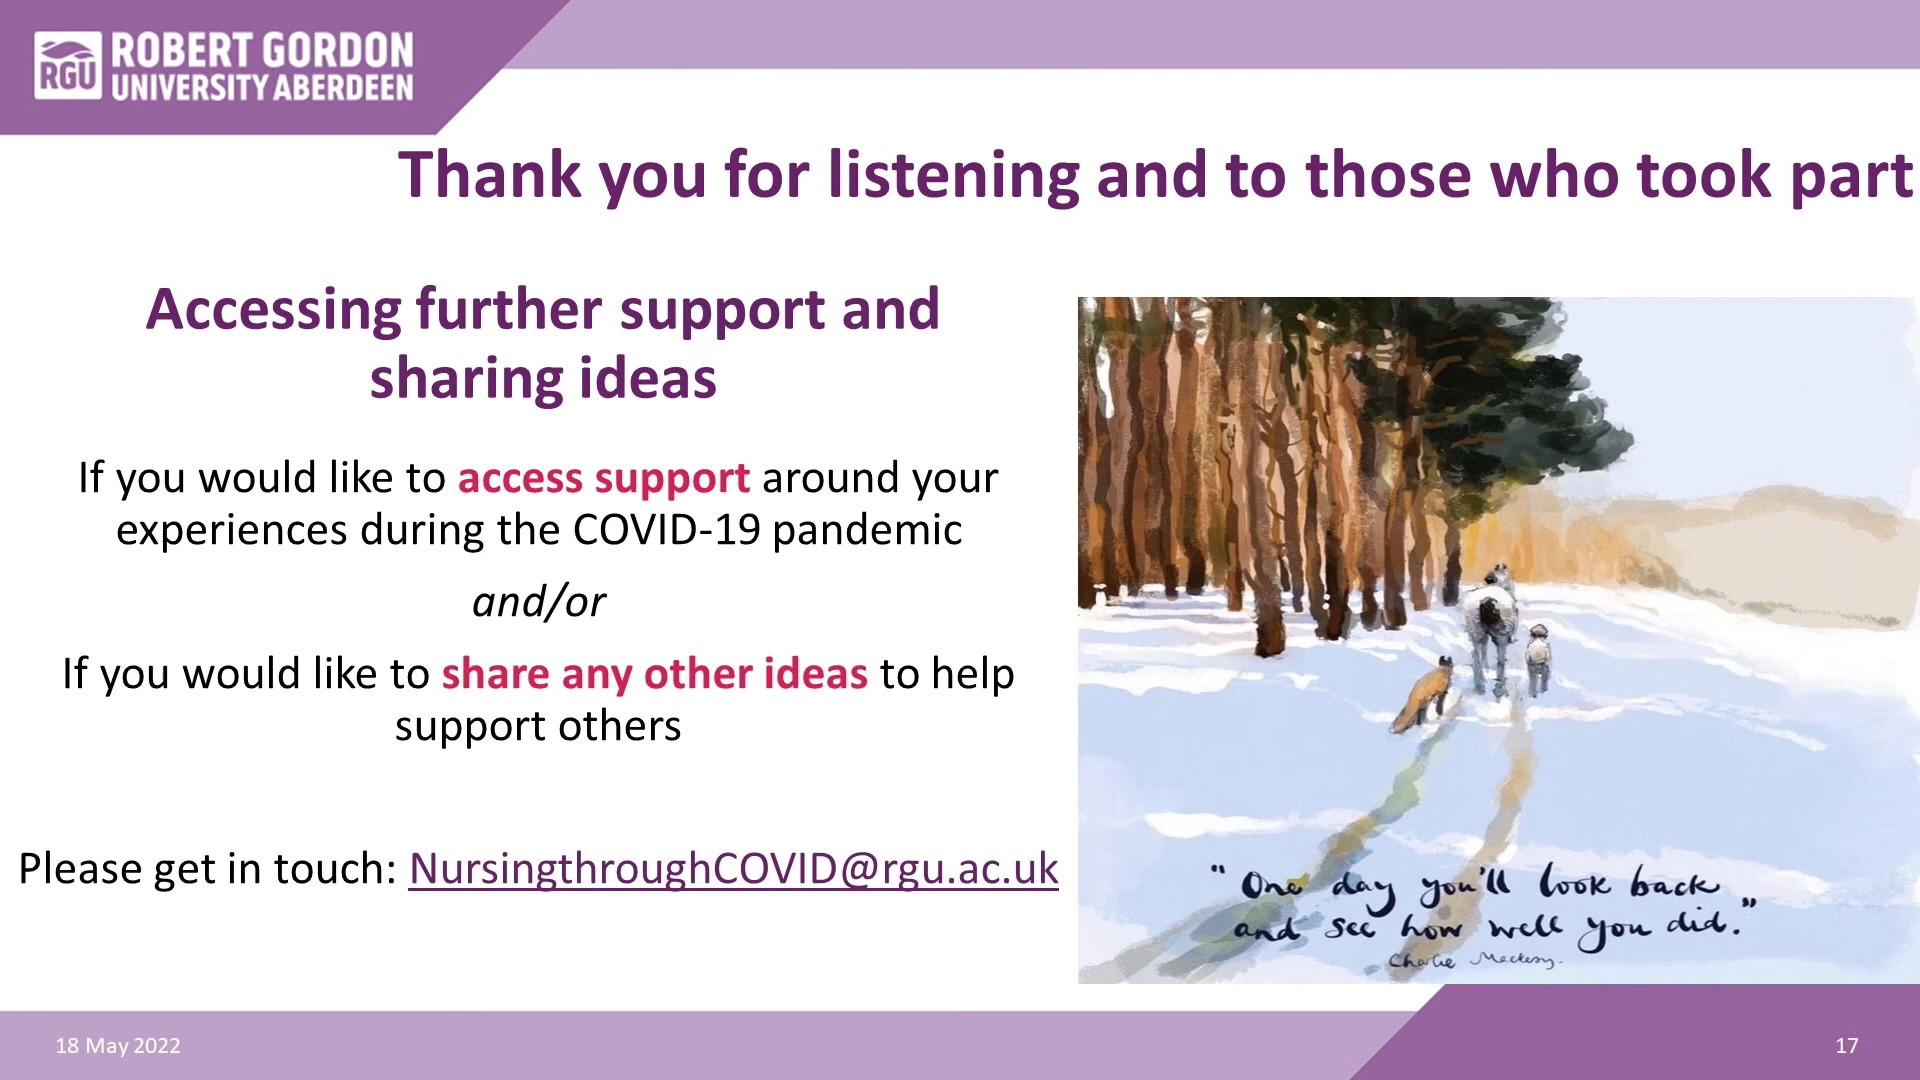 RGU
ROBERT GORDON
UNIVERSITY ABERDEEN
Thank you for listening and to those who took part
Accessing further support and
sharing ideas
If you would like to access support around your
experiences during the COVID-19 pandemic
and/or
If you would like to share any other ideas to help
support others
Please get in touch: NursingthroughCOVID@rgu.ac.uk
"One day you'll look back
and see how well you did."
Charlie Mackesy.
18 May 2022
17